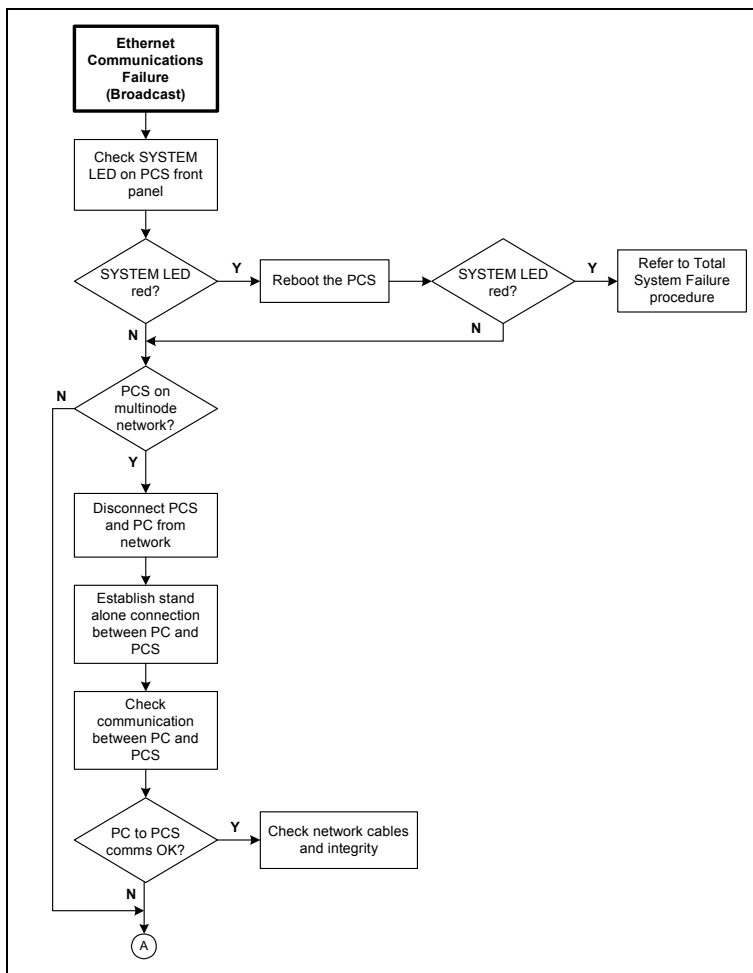 Ethernet
Communications
Failure
(Broadcast)
Check SYSTEM
LED on PCS front
panel
SYSTEM LED
red?
Y
Reboot the PCS
SYSTEM LED
red?
Y
Refer to Total
System Failure
procedure
N
N
PCS on
multinode
network?
N
Y
Disconnect PCS
and PC from
network
Establish stand
alone connection
between PC and
PCS
Check
communication
between PC and
PCS
PC to PCS
comms OK?
Y
Check network cables
and integrity
N
A